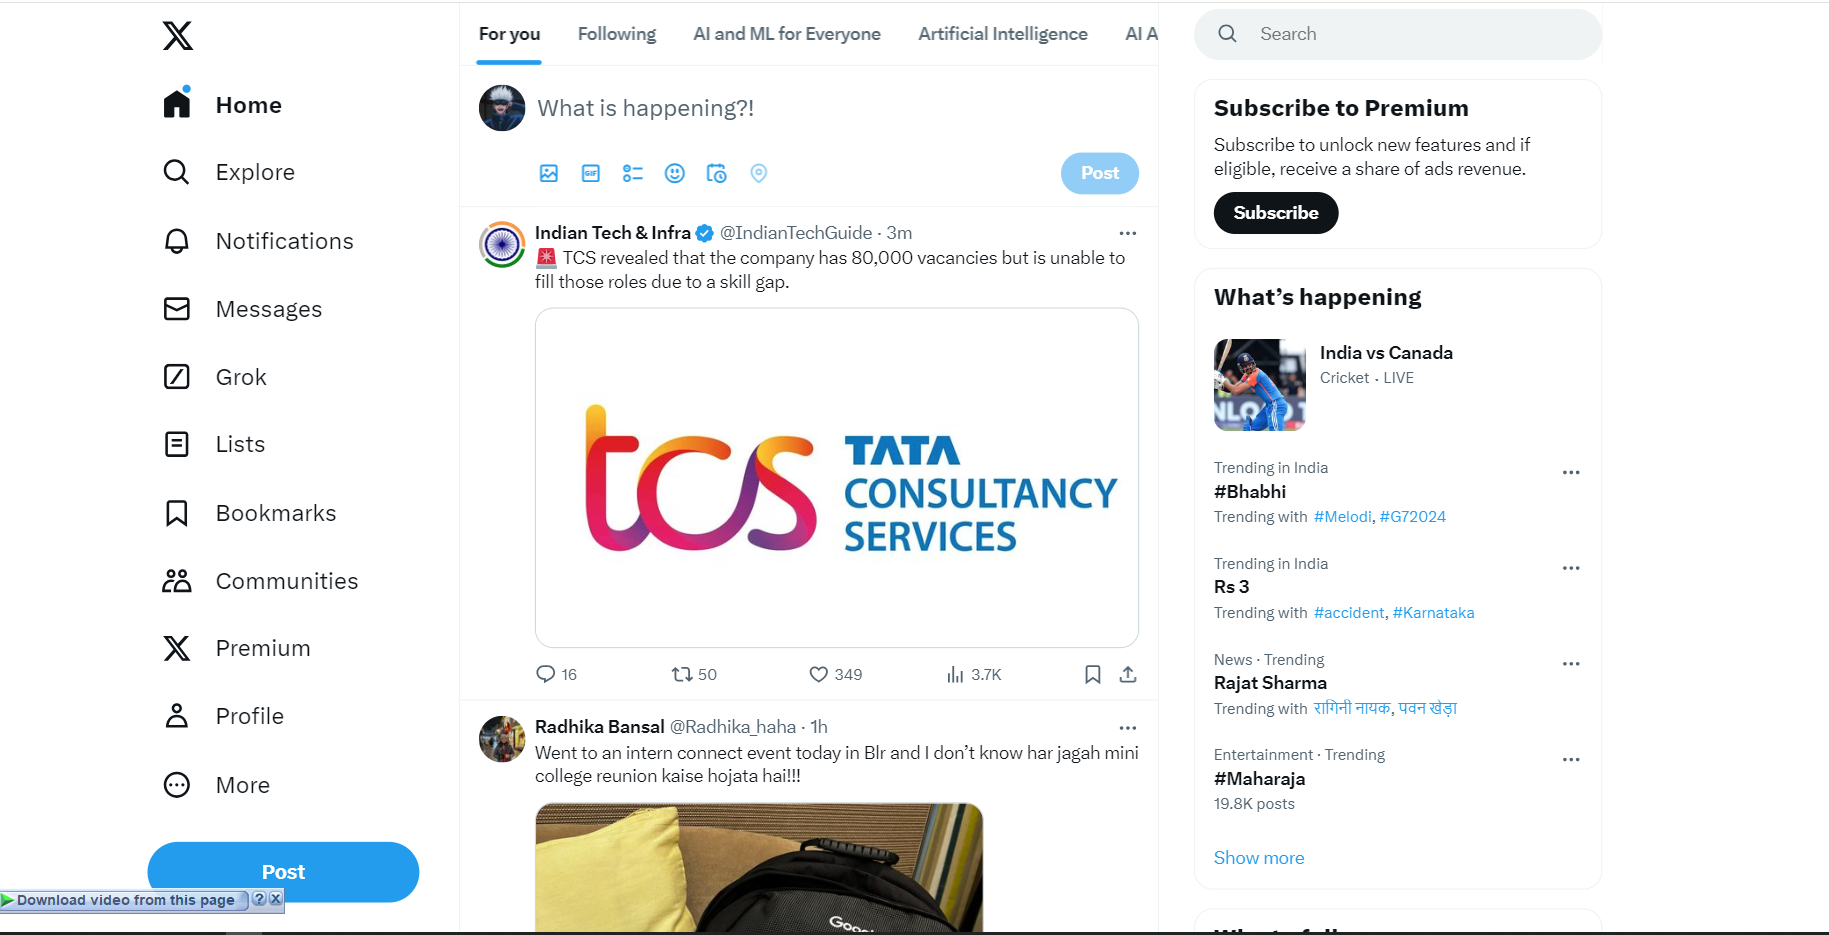 Home
Explore
Notifications
Messages
Grok
Lists
Bookmarks
Communities
Premium
Profile
More
Post
Download video from this page
?
For you Following AI and ML for Everyone Artificial Intelligence AI A
What is happening?!
GIF
Post
Indian Tech & Infra @IndianTechGuide · 3m
🚨 TCS revealed that the company has 80,000 vacancies but is unable to
fill those roles due to a skill gap.
tcs TATA
CONSULTANCY
SERVICES
16 50 349 3.7K
Radhika Bansal @Radhika_haha · 1h
Went to an intern connect event today in Blr and I don’t know har jagah mini
college reunion kaise hojata hai!!!
Search
Subscribe to Premium
Subscribe to unlock new features and if
eligible, receive a share of ads revenue.
Subscribe
What’s happening
India vs Canada
Cricket · LIVE
Trending in India
#Bhabhi
Trending with #Melodi, #G72024
Trending in India
Rs 3
Trending with #accident, #Karnataka
News · Trending
Rajat Sharma
Trending with रागिनी नायक, पवन खेड़ा
Entertainment · Trending
#Maharaja
19.8K posts
Show more